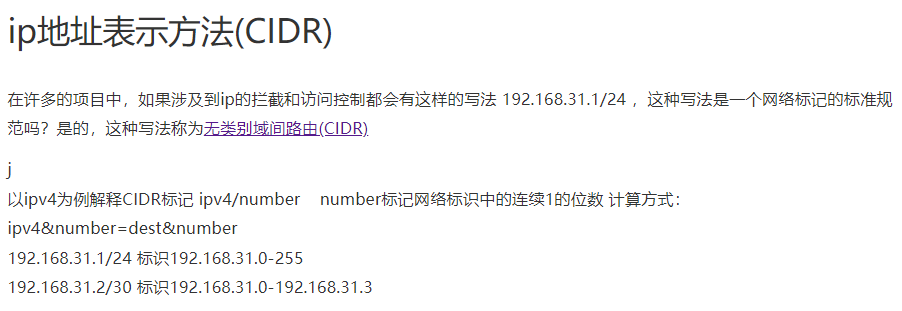 ip地址表示方法(CIDR)
在许多的项目中，如果涉及到ip的拦截和访问控制都会有这样的写法 192.168.31.1/24 ，这种写法是一个网络标记的标准规
范吗？是的，这种写法称为无类别域间路由(CIDR)
j
以ipv4为例解释CIDR标记 ipv4/number number标记网络标识中的连续1的位数 计算方式：
ipv4&number=dest&number
192.168.31.1/24 标识192.168.31.0-255
192.168.31.2/30 标识192.168.31.0-192.168.31.3